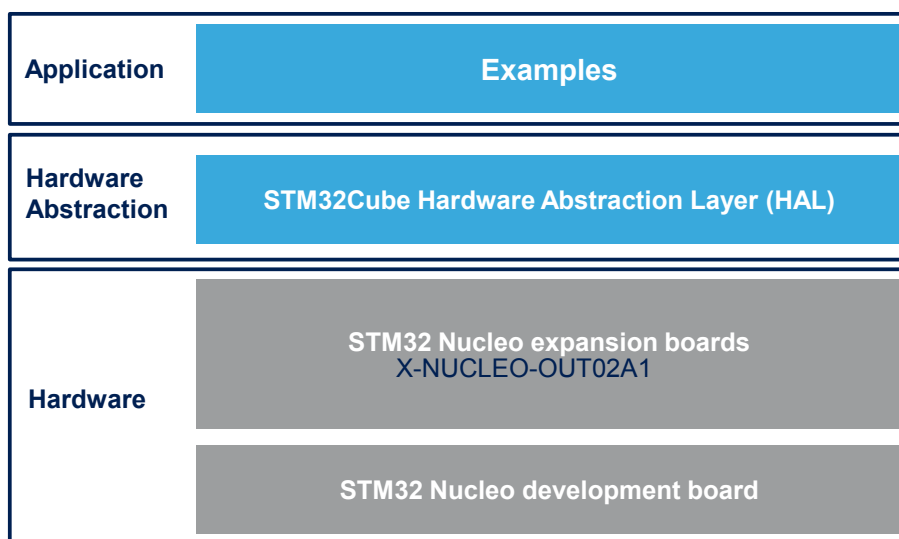 Application
Examples
Hardware
Abstraction
STM32Cube Hardware Abstraction Layer (HAL)
Hardware
STM32 Nucleo expansion boards
X-NUCLEO-OUT02A1
STM32 Nucleo development board